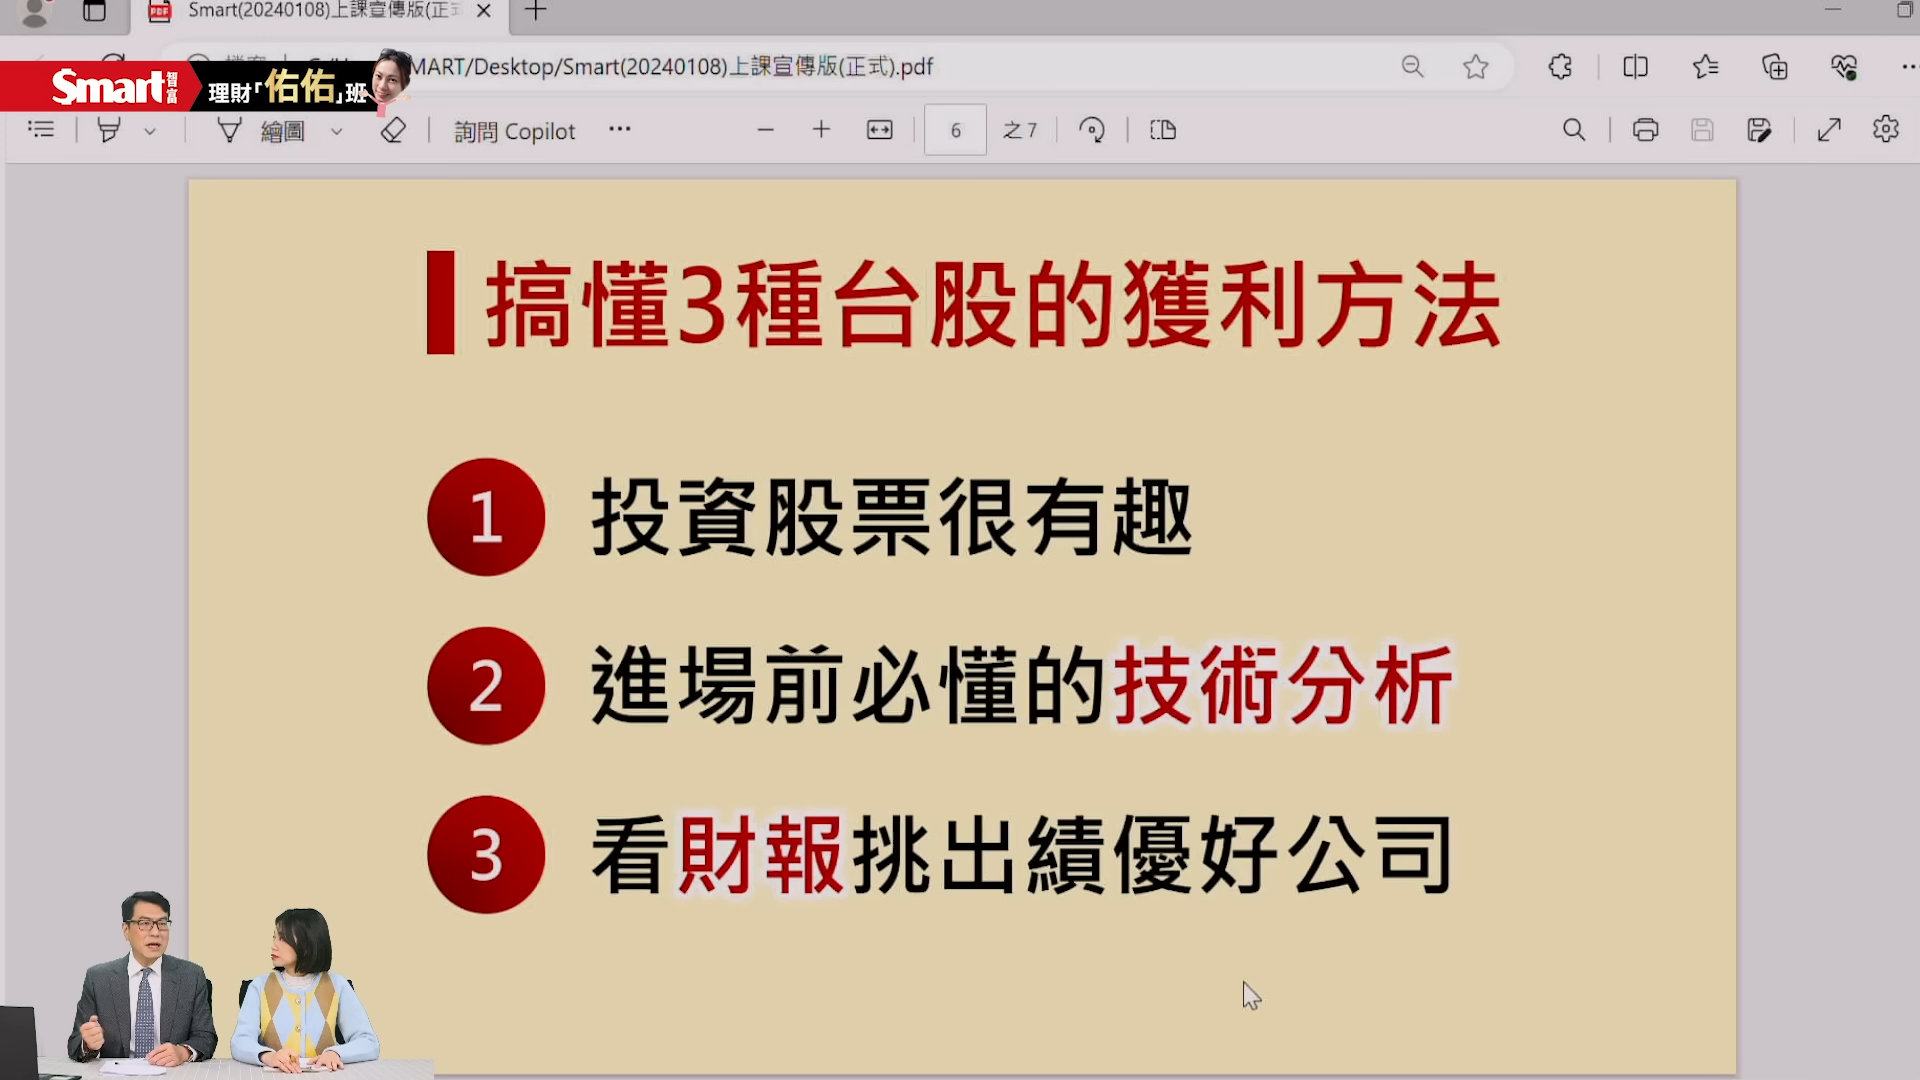 Smart(20240108)上課宣傳版(正式
MART/Desktop/Smart(20240108)上課宣傳版(正式).pdf
Smart智富 理財「佑佑」班
繪圖 詢問 Copilot 6 之 7
搞懂3種台股的獲利方法
1 投資股票很有趣
2 進場前必懂的技術分析
3 看財報挑出績優好公司